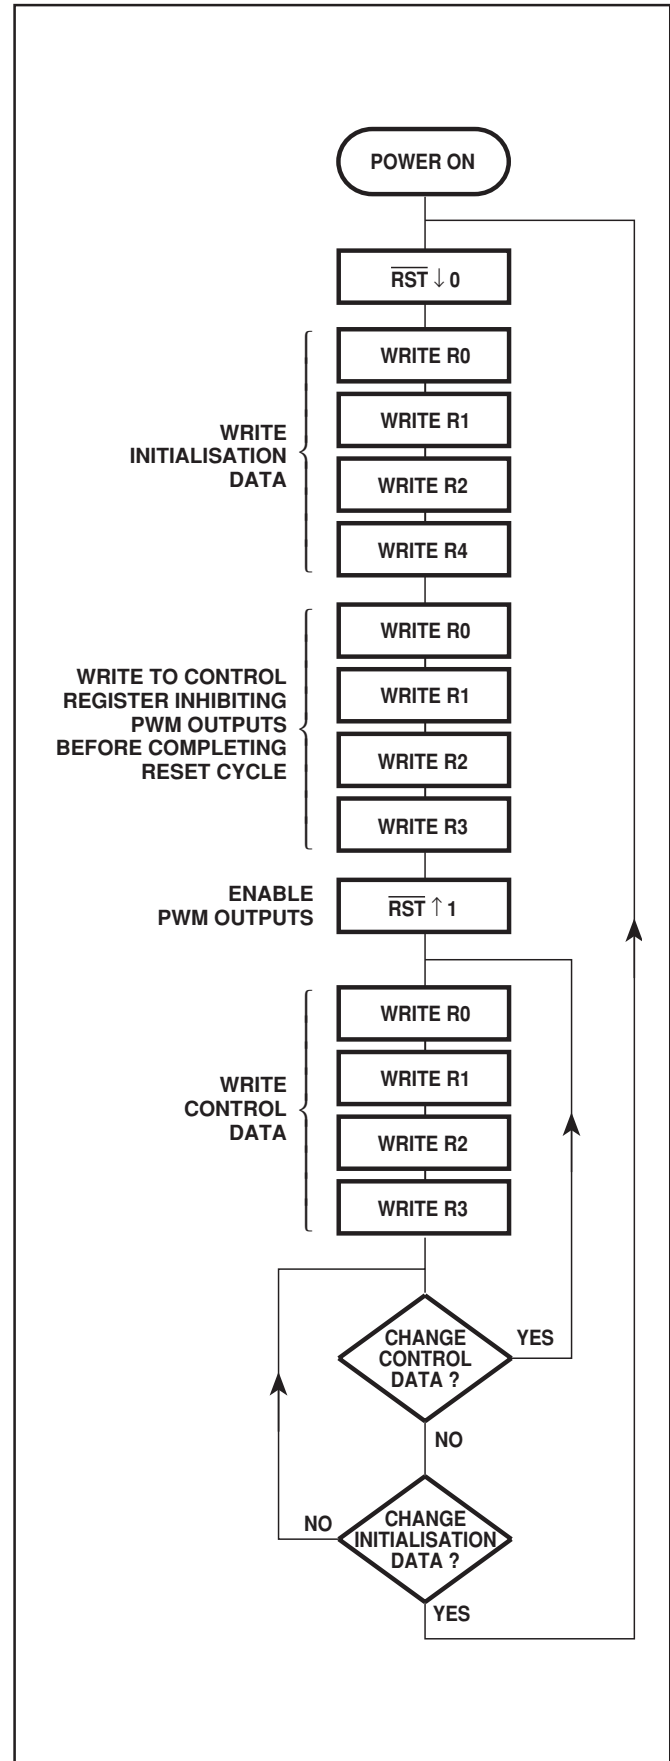 POWER ON
R̅S̅T̅ ↓ 0
WRITE
INITIALISATION
DATA
WRITE R0
WRITE R1
WRITE R2
WRITE R4
WRITE TO CONTROL
REGISTER INHIBITING
PWM OUTPUTS
BEFORE COMPLETING
RESET CYCLE
WRITE R0
WRITE R1
WRITE R2
WRITE R3
ENABLE
PWM OUTPUTS
R̅S̅T̅ ↑ 1
WRITE
CONTROL
DATA
WRITE R0
WRITE R1
WRITE R2
WRITE R3
CHANGE
CONTROL
DATA ?
YES
NO
CHANGE
INITIALISATION
DATA ?
NO
YES